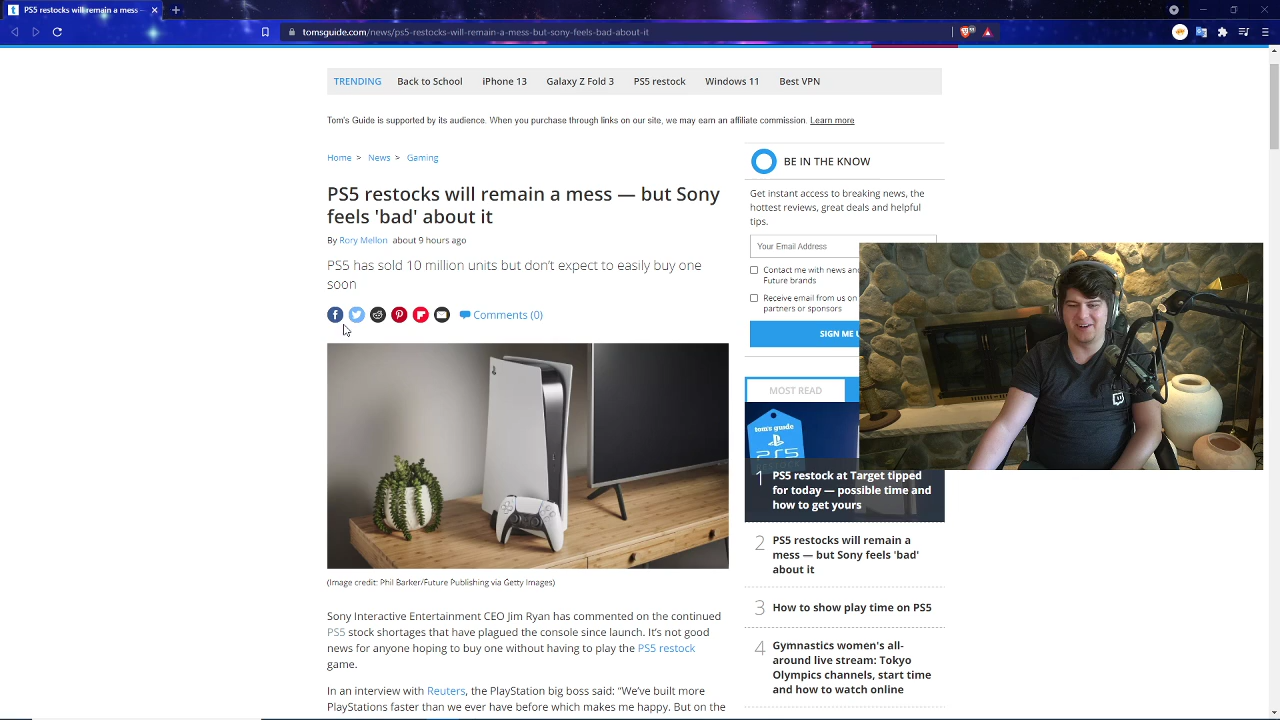 PS5 restocks will remain a mess —
tomsguide.com/news/ps5-restocks-will-remain-a-mess-but-sony-feels-bad-about-it
TRENDING Back to School iPhone 13 Galaxy Z Fold 3 PS5 restock Windows 11 Best VPN
Tom's Guide is supported by its audience. When you purchase through links on our site, we may earn an affiliate commission. Learn more
Home > News > Gaming
PS5 restocks will remain a mess — but Sony
feels 'bad' about it
By Rory Mellon about 9 hours ago
PS5 has sold 10 million units but don't expect to easily buy one
soon
Comments (0)
(Image credit: Phil Barker/Future Publishing via Getty Images)
Sony Interactive Entertainment CEO Jim Ryan has commented on the continued
PS5 stock shortages that have plagued the console since launch. It's not good
news for anyone hoping to buy one without having to play the PS5 restock
game.
In an interview with Reuters, the PlayStation big boss said: "We've built more
PlayStations faster than we ever have before which makes me happy. But on the
BE IN THE KNOW
Get instant access to breaking news, the
hottest reviews, great deals and helpful
tips.
Your Email Address
Contact me with news and
Future brands
Receive email from us on
partners or sponsors
SIGN ME U
MOST READ
tom's guide
PS5
1 PS5 restock at Target tipped
for today — possible time and
how to get yours
2 PS5 restocks will remain a
mess — but Sony feels 'bad'
about it
3 How to show play time on PS5
4 Gymnastics women's all-
around live stream: Tokyo
Olympics channels, start time
and how to watch online